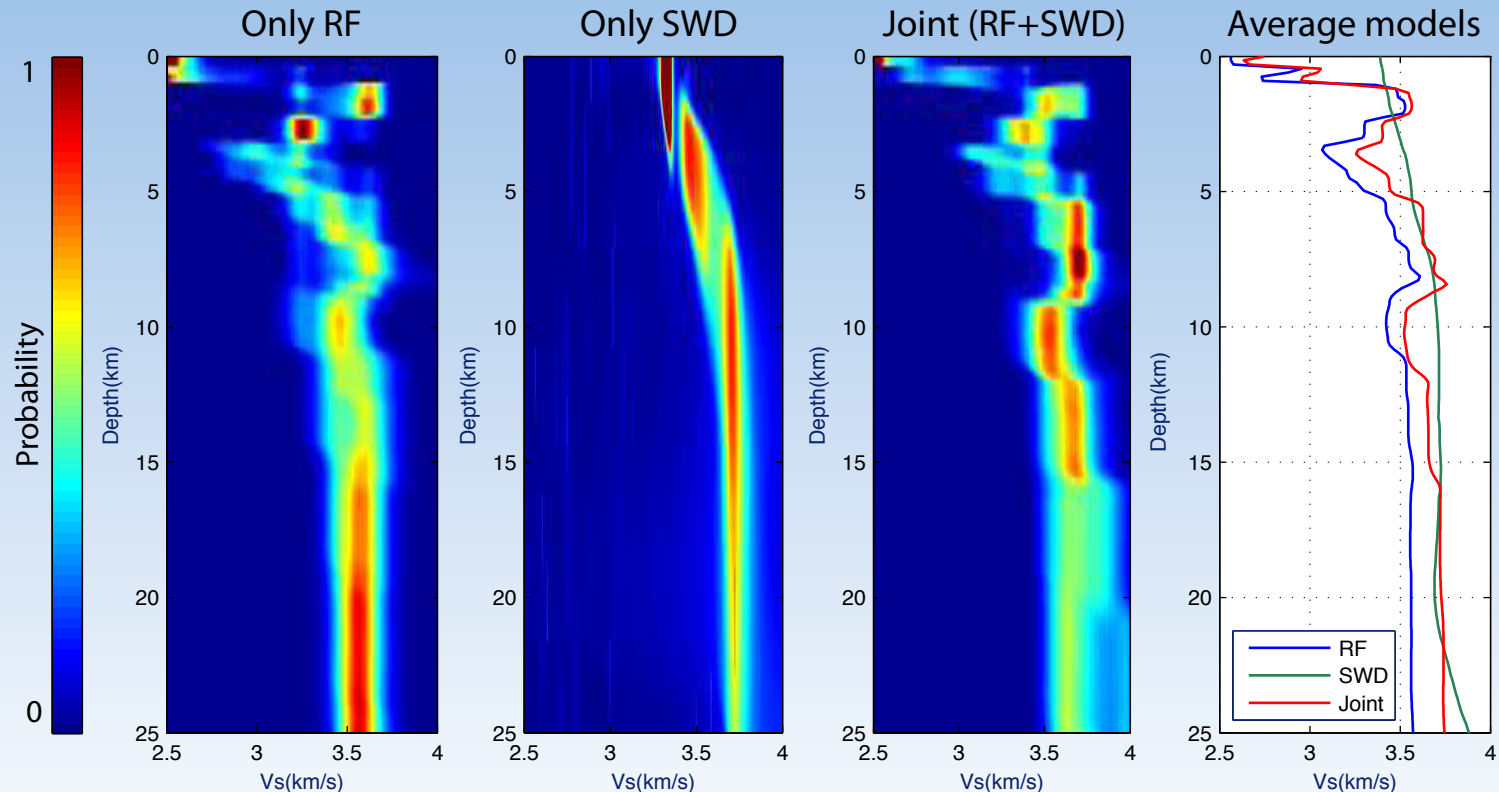 Only RF
Only SWD
Joint (RF+SWD)
Average models
1
Probability
0
0
5
10
15
20
25
Depth(km)
2.5
3
3.5
4
Vs(km/s)
0
5
10
15
20
25
Depth(km)
2.5
3
3.5
4
Vs(km/s)
0
5
10
15
20
25
Depth(km)
2.5
3
3.5
4
Vs(km/s)
0
5
10
15
20
25
Depth(km)
2.5
3
3.5
4
Vs(km/s)
RF
SWD
Joint